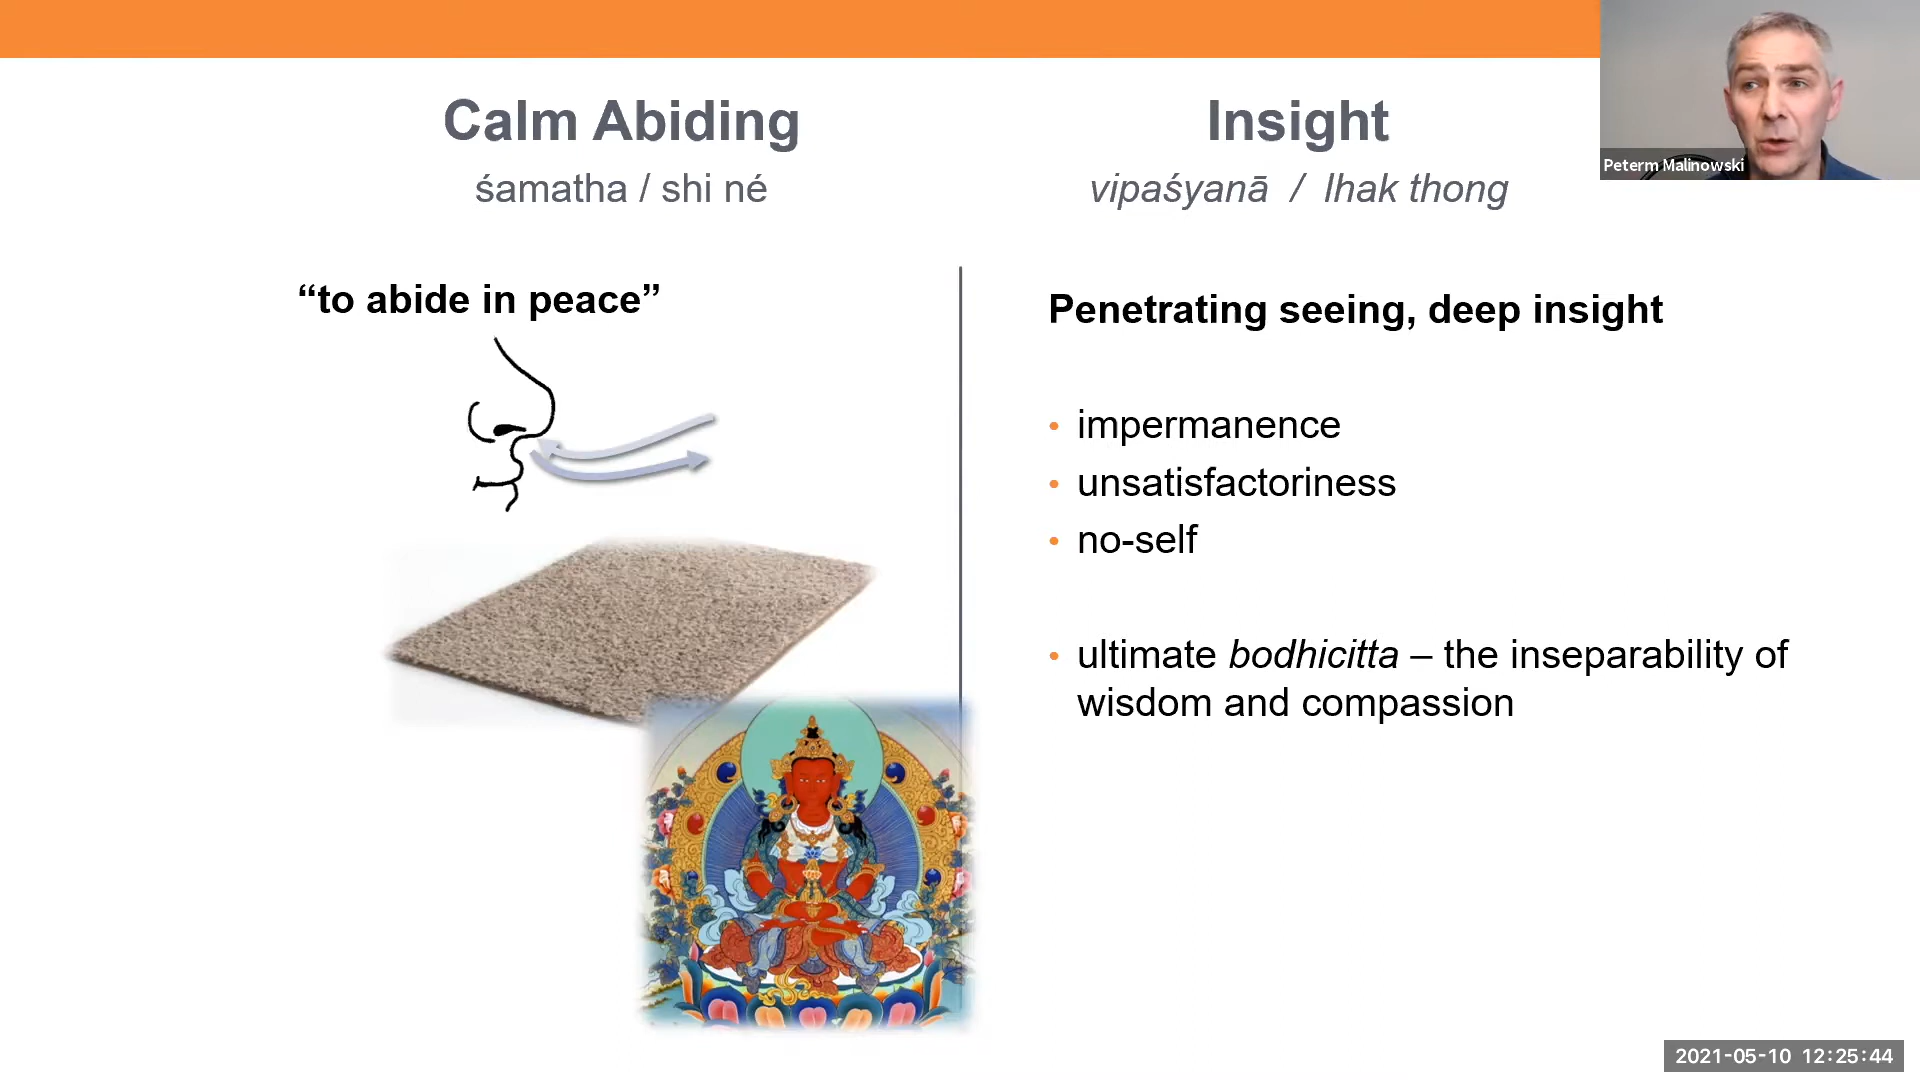 Calm Abiding
śamatha / shi né
"to abide in peace"
Insight
vipaśyanā / lhak thong
Penetrating seeing, deep insight
• impermanence
• unsatisfactoriness
• no-self
• ultimate bodhicitta – the inseparability of
wisdom and compassion
Peterm Malinowski
2021-05-10 12:25:44